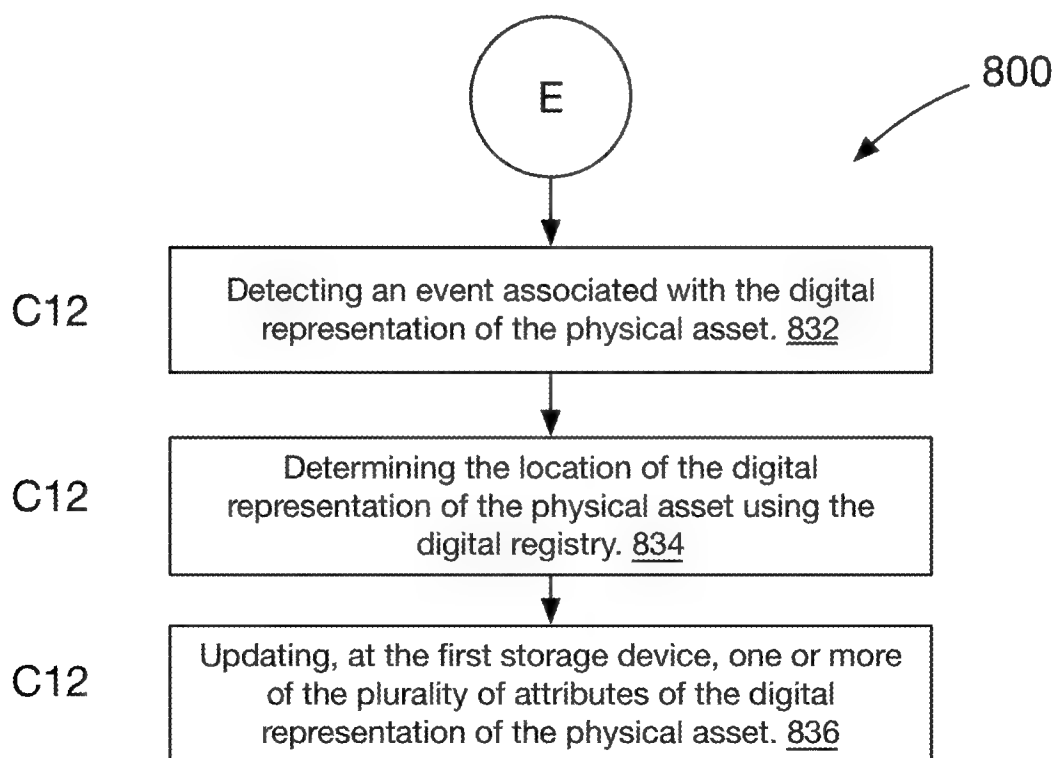 E
800
C12
Detecting an event associated with the digital
representation of the physical asset. 832
C12
Determining the location of the digital
representation of the physical asset using the
digital registry. 834
C12
Updating, at the first storage device, one or more
of the plurality of attributes of the digital
representation of the physical asset. 836